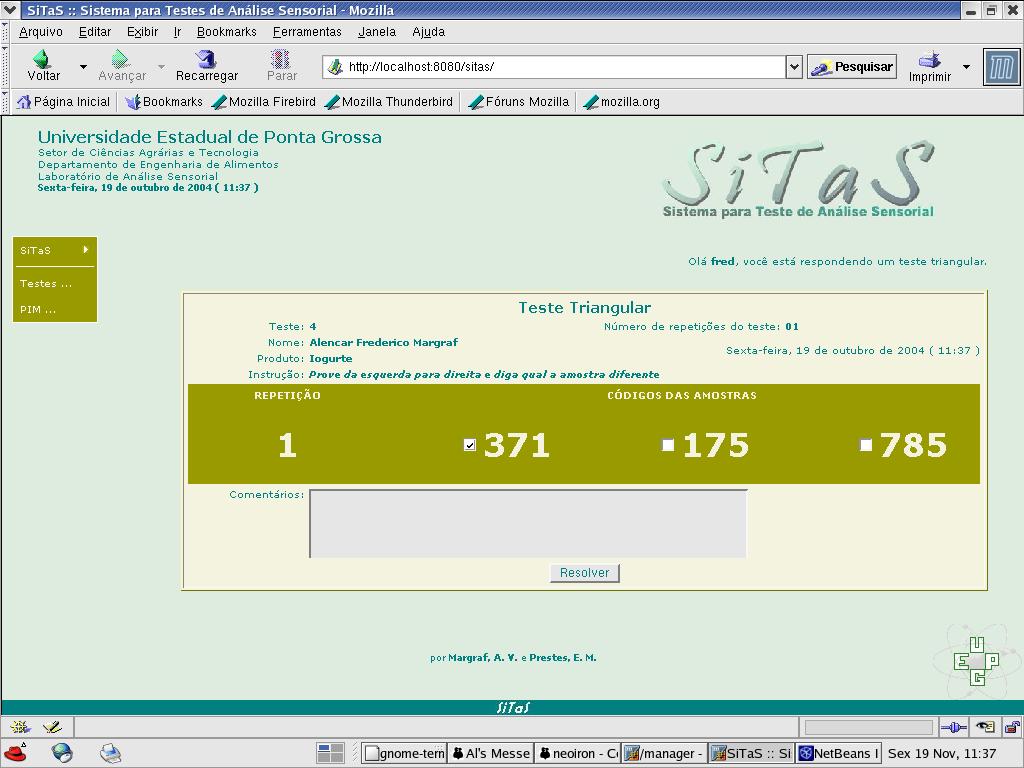 SiTaS :: Sistema para Testes de Análise Sensorial - Mozilla
Arquivo Editar Exibir Ir Bookmarks Ferramentas Janela Ajuda
Voltar Avançar Recarregar Parar http://localhost:8080/sitas/ Pesquisar Imprimir m
Página Inicial Bookmarks Mozilla Firebird Mozilla Thunderbird Fóruns Mozilla mozilla.org
Universidade Estadual de Ponta Grossa
Setor de Ciências Agrárias e Tecnologia
Departamento de Engenharia de Alimentos
Laboratório de Análise Sensorial
Sexta-feira, 19 de outubro de 2004 ( 11:37 )
SiTaS
Sistema para Teste de Análise Sensorial
SiTaS
Testes ...
PIM ...
Olá fred, você está respondendo um teste triangular.
Teste Triangular
Teste: 4 Número de repetições do teste: 01
Nome: Alencar Frederico Margraf
Sexta-feira, 19 de outubro de 2004 ( 11:37 )
Produto: Iogurte
Instrução: Prove da esquerda para direita e diga qual a amostra diferente
REPETIÇÃO CÓDIGOS DAS AMOSTRAS
1 371 175 785
Comentários:
Resolver
por Margraf, A. V. e Prestes, E. M.
U
E P
G
SiTaS
gnome-tern Al's Messe neoiron - Co /manager - SiTaS :: Si NetBeans I Sex 19 Nov, 11:37